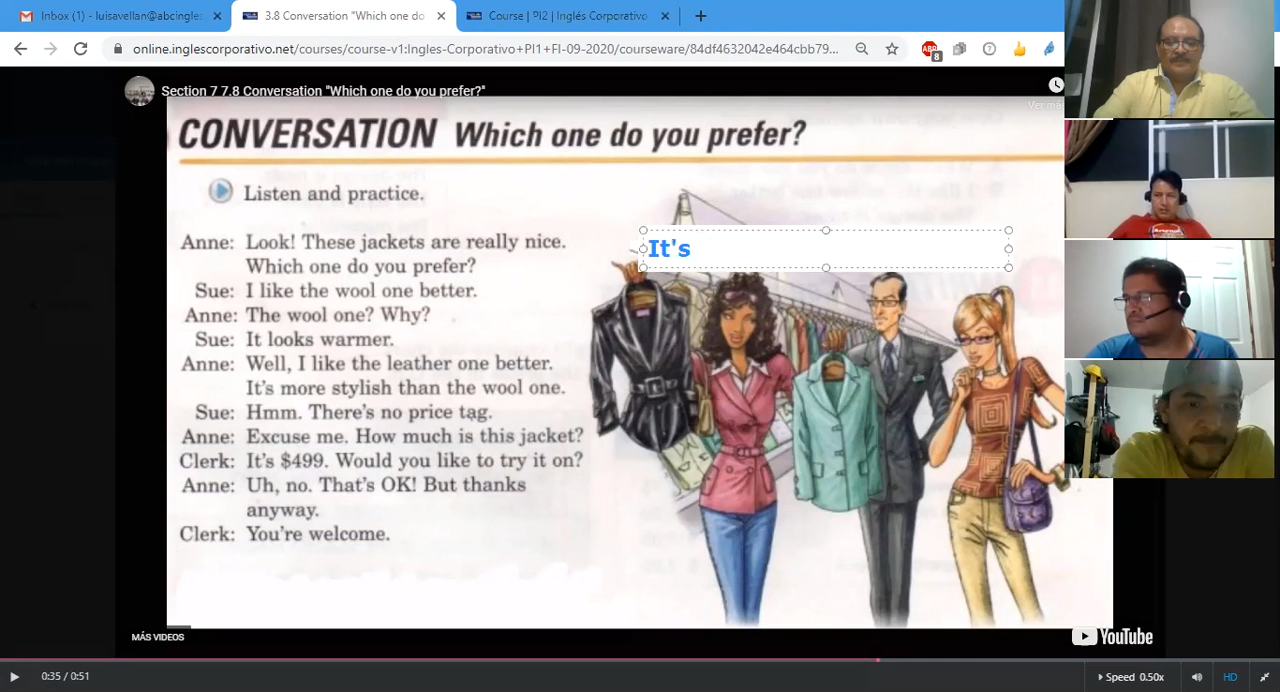 Inbox (1) - luisavellan@abcingles
3.8 Conversation "Which one do
Course | PI2 | Inglés Corporativo
online.inglescorporativo.net/courses/course-v1:Ingles-Corporativo+PI1+FI-09-2020/courseware/84df4632042e464cbb79...
ABP
8
Section 7 7.8 Conversation "Which one do you prefer?"
Ver más
CONVERSATION Which one do you prefer?
Listen and practice.
Anne: Look! These jackets are really nice.
Which one do you prefer?
Sue: I like the wool one better.
Anne: The wool one? Why?
Sue: It looks warmer.
Anne: Well, I like the leather one better.
It's more stylish than the wool one.
Sue: Hmm. There's no price tag.
Anne: Excuse me. How much is this jacket?
Clerk: It's $499. Would you like to try it on?
Anne: Uh, no. That's OK! But thanks
anyway.
Clerk: You're welcome.
It's
MÁS VIDEOS
YouTube
0:35 / 0:51
Speed 0.50x
HD